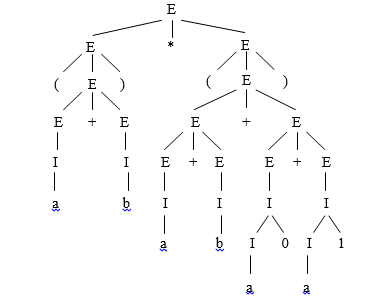 E
E * E
( E ) ( E )
E + E E + E
I I E + E E + E
a b I I I I
a b I 0 I 1
a a